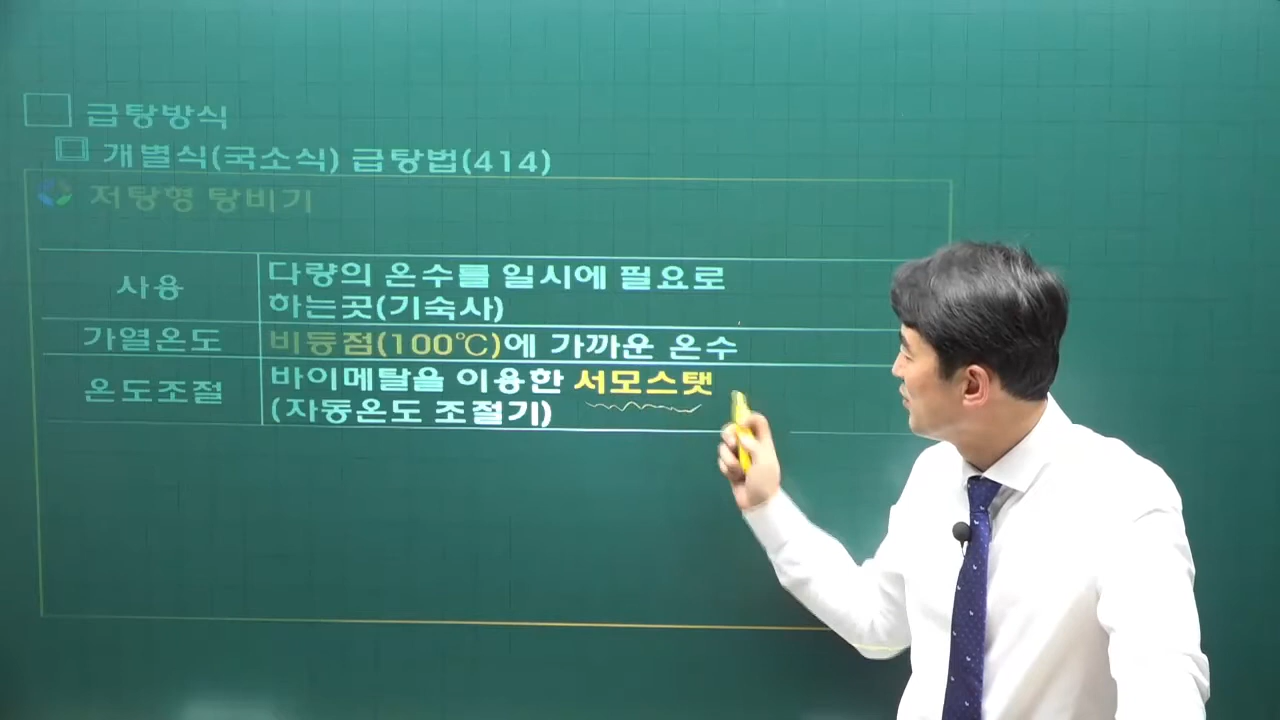 급탕방식
개별식(국소식) 급탕법(414)
저탕형 탕비기
사용
다량의 온수를 일시에 필요로
하는곳(기숙사)
가열온도
비등점(100℃)에 가까운 온수
온도조절
바이메탈을 이용한 서모스탯
(자동온도 조절기)